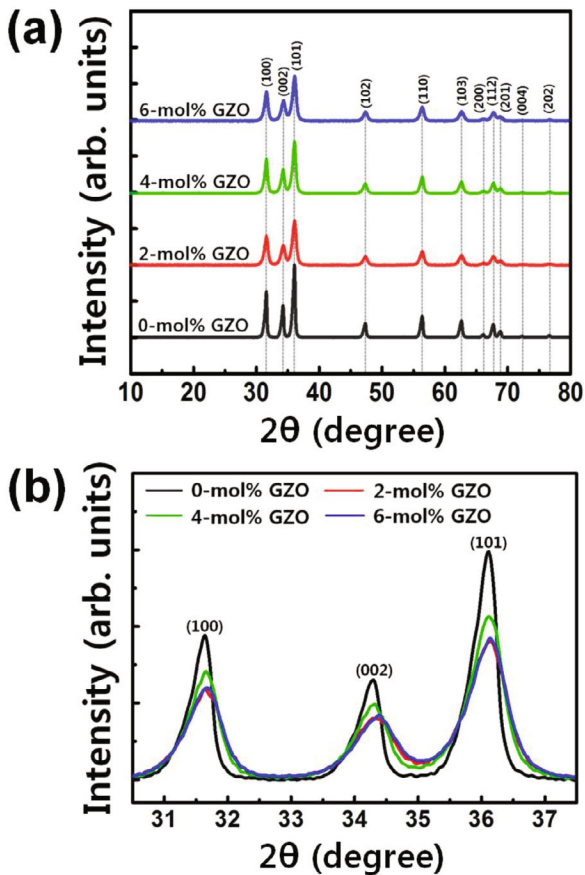 (a)
Intensity (arb. units)
(100)
(002)
(101)
(102)
(110)
(103)
(200)
(112)
(201)
(004)
(202)
6-mol% GZO
4-mol% GZO
2-mol% GZO
0-mol% GZO
10 20 30 40 50 60 70 80
2θ (degree)
(b)
Intensity (arb. units)
0-mol% GZO 2-mol% GZO
4-mol% GZO 6-mol% GZO
(101)
(100)
(002)
31 32 33 34 35 36 37
2θ (degree)